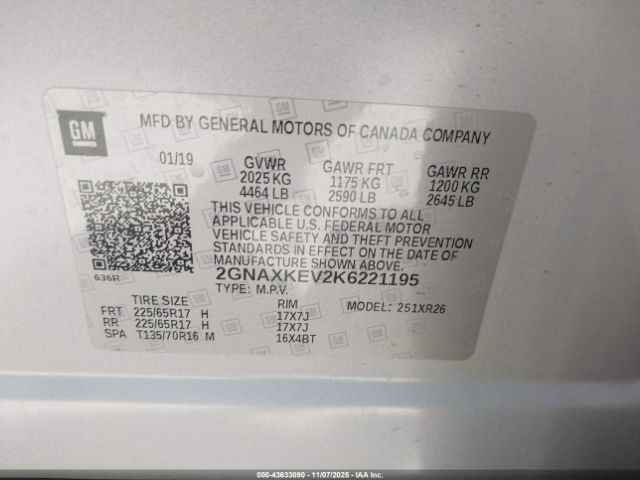 GM
MFD BY GENERAL MOTORS OF CANADA COMPANY
01/19 GVWR GAWR FRT GAWR RR
2025 KG 1175 KG 1200 KG
4464 LB 2590 LB 2645 LB
THIS VEHICLE CONFORMS TO ALL
APPLICABLE U.S. FEDERAL MOTOR
VEHICLE SAFETY AND THEFT PREVENTION
STANDARDS IN EFFECT ON THE DATE OF
MANUFACTURE SHOWN ABOVE.
2GNAXKEV2K6221195
636R
TYPE: M.P.V.
TIRE SIZE RIM MODEL: 251XR26
FRT 225/65R17 H 17X7J
RR 225/65R17 H 17X7J
SPA T135/70R16 M 16X4BT
000-43633090 - 11/07/2025 - IAA Inc.